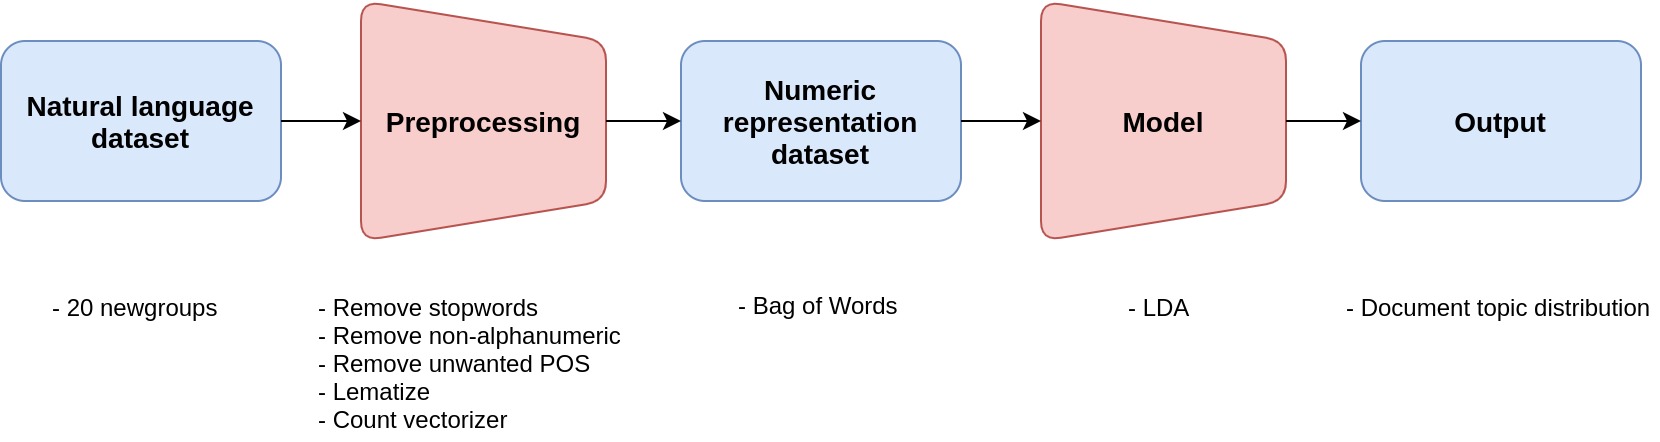 Natural language
dataset
Preprocessing
Numeric
representation
dataset
Model
Output
- 20 newgroups
- Remove stopwords
- Remove non-alphanumeric
- Remove unwanted POS
- Lematize
- Count vectorizer
- Bag of Words
- LDA
- Document topic distribution